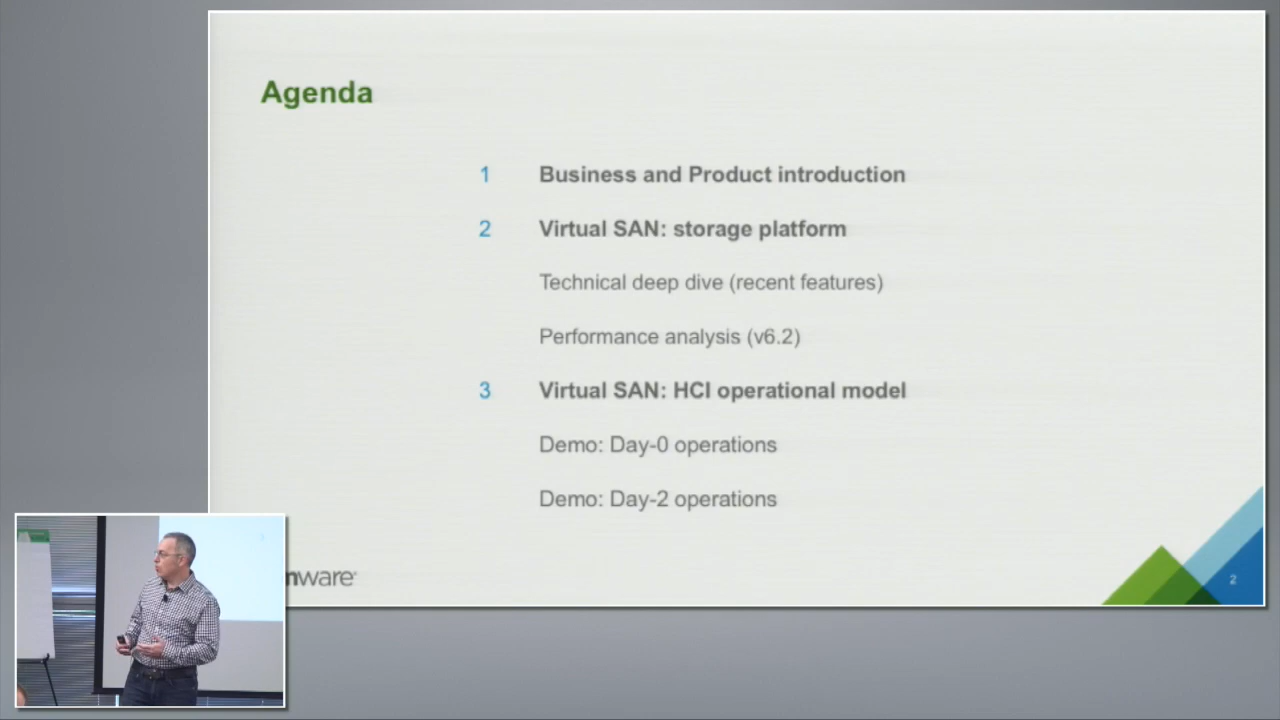 Agenda
1 Business and Product introduction
2 Virtual SAN: storage platform
Technical deep dive (recent features)
Performance analysis (v6.2)
3 Virtual SAN: HCI operational model
Demo: Day-0 operations
Demo: Day-2 operations
mware
2